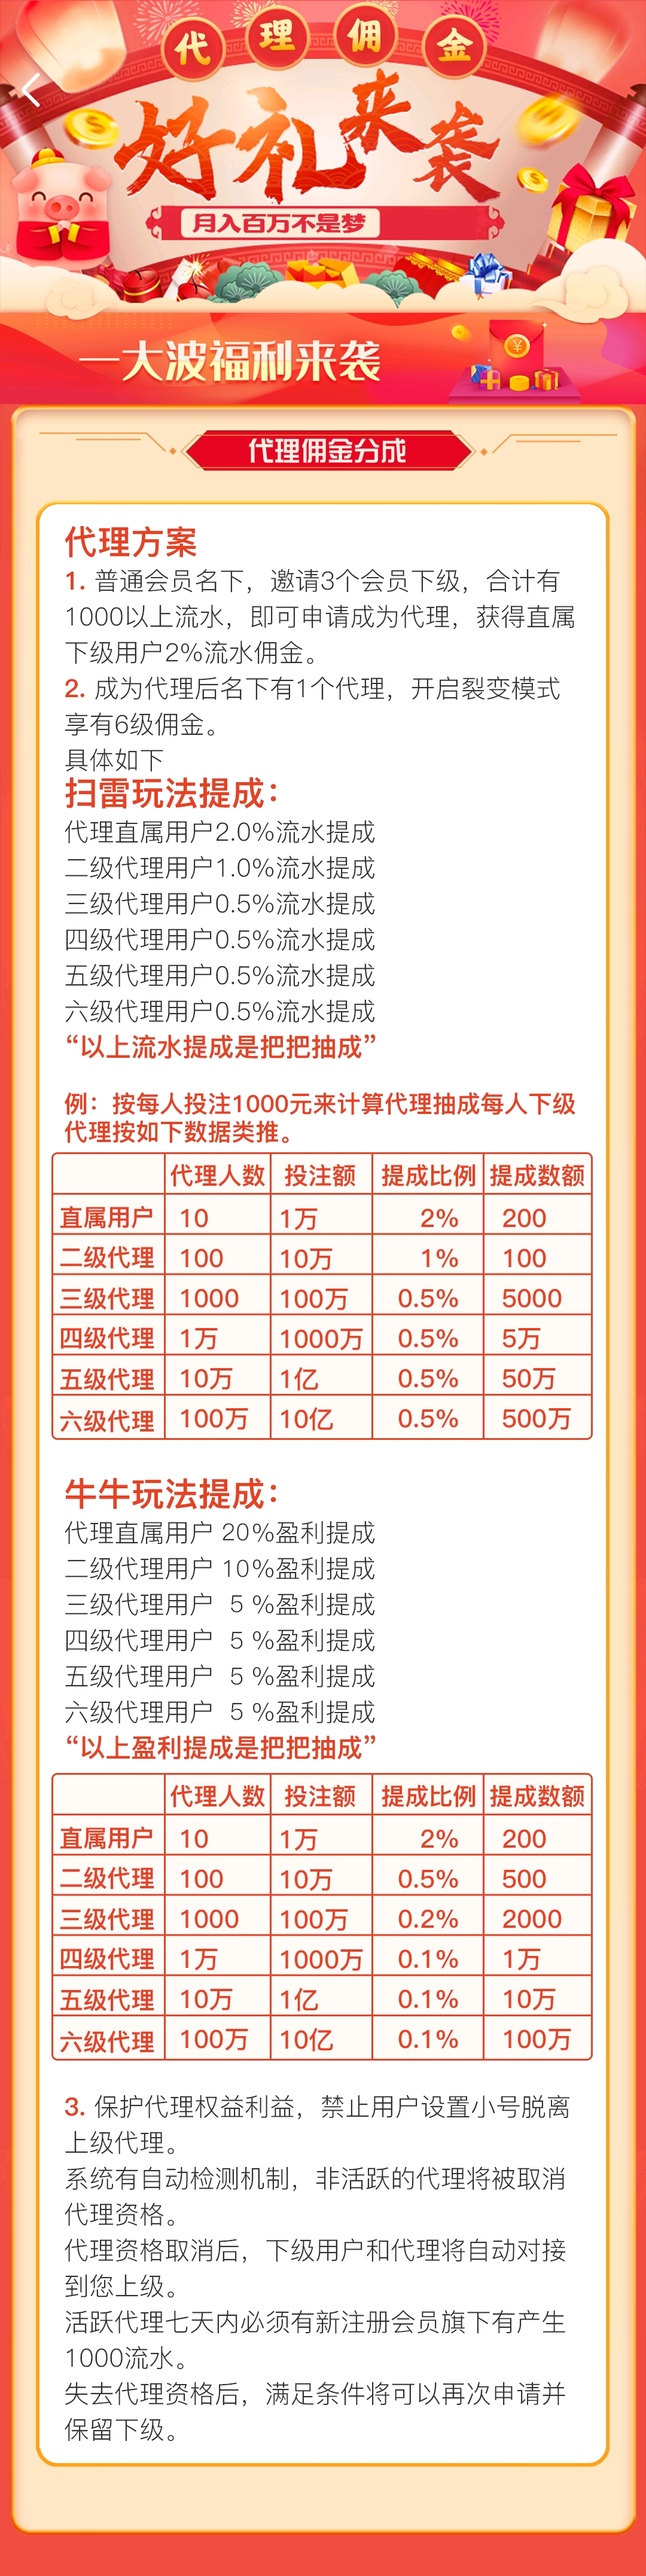 代理佣金
好礼来袭
月入百万不是梦
一大波福利来袭
代理佣金分成
代理方案
1. 普通会员名下，邀请3个会员下级，合计有
1000以上流水，即可申请成为代理，获得直属
下级用户2%流水佣金。
2. 成为代理后名下有1个代理，开启裂变模式
享有6级佣金。
具体如下
扫雷玩法提成：
代理直属用户2.0%流水提成
二级代理用户1.0%流水提成
三级代理用户0.5%流水提成
四级代理用户0.5%流水提成
五级代理用户0.5%流水提成
六级代理用户0.5%流水提成
“以上流水提成是把把抽成”
例：按每人投注1000元来计算代理抽成每人下级
代理按如下数据类推。
代理人数 投注额 提成比例 提成数额
直属用户 10 1万 2% 200
二级代理 100 10万 1% 100
三级代理 1000 100万 0.5% 5000
四级代理 1万 1000万 0.5% 5万
五级代理 10万 1亿 0.5% 50万
六级代理 100万 10亿 0.5% 500万
牛牛玩法提成：
代理直属用户 20%盈利提成
二级代理用户 10%盈利提成
三级代理用户 5 %盈利提成
四级代理用户 5 %盈利提成
五级代理用户 5 %盈利提成
六级代理用户 5 %盈利提成
“以上盈利提成是把把抽成”
代理人数 投注额 提成比例 提成数额
直属用户 10 1万 2% 200
二级代理 100 10万 0.5% 500
三级代理 1000 100万 0.2% 2000
四级代理 1万 1000万 0.1% 1万
五级代理 10万 1亿 0.1% 10万
六级代理 100万 10亿 0.1% 100万
3. 保护代理权益利益，禁止用户设置小号脱离
上级代理。
系统有自动检测机制，非活跃的代理将被取消
代理资格。
代理资格取消后，下级用户和代理将自动对接
到您上级。
活跃代理七天内必须有新注册会员旗下有产生
1000流水。
失去代理资格后，满足条件将可以再次申请并
保留下级。